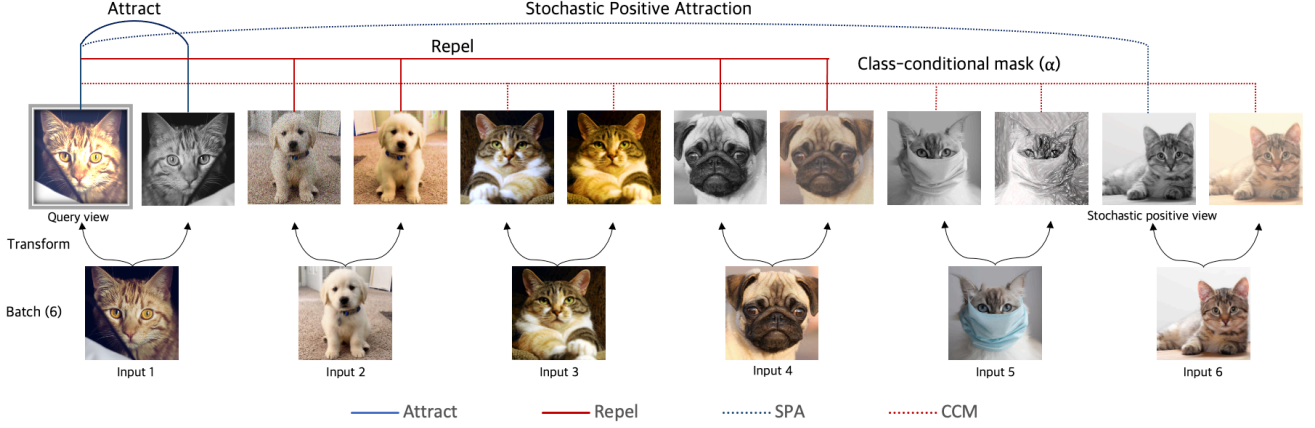 Attract
Stochastic Positive Attraction
Repel
Class-conditional mask (α)
Query view
Stochastic positive view
Transform
Batch (6)
Input 1
Input 2
Input 3
Input 4
Input 5
Input 6
Attract
Repel
SPA
CCM